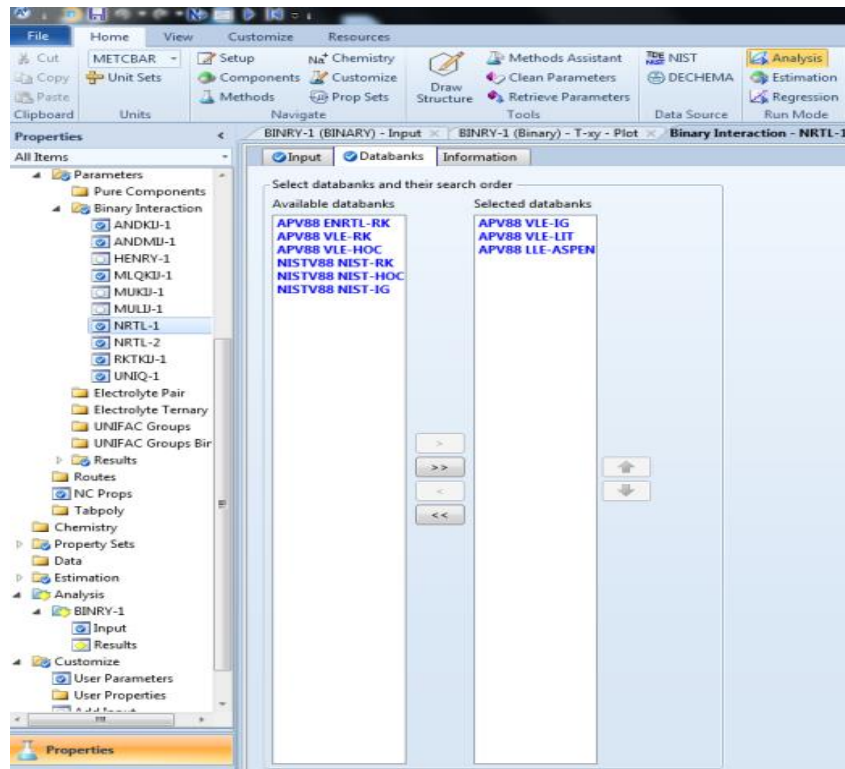 File Home View Customize Resources
Cut METCBAR Setup Na+ Chemistry Methods Assistant NIST Analysis
Copy Unit Sets Components Customize Draw Structure Clean Parameters DECHEMA Estimation
Paste Methods Prop Sets Retrieve Parameters Regression
Clipboard Units Navigate Tools Data Source Run Mode
Properties < BINRY-1 (BINARY) - Input × BINRY-1 (Binary) - T-xy - Plot × Binary Interaction - NRTL-1
All Items Input Databanks Information
Parameters
Pure Components
Binary Interaction
ANDKIJ-1
ANDMIJ-1
HENRY-1
MLQKIJ-1
MUKIJ-1
MULIJ-1
NRTL-1
NRTL-2
RKTKIJ-1
UNIQ-1
Electrolyte Pair
Electrolyte Ternary
UNIFAC Groups
UNIFAC Groups Bir
Results
Routes
NC Props
Tabpoly
Chemistry
Property Sets
Data
Estimation
Analysis
BINRY-1
Input
Results
Customize
User Parameters
User Properties
Properties
Select databanks and their search order
Available databanks Selected databanks
APV88 ENRTL-RK APV88 VLE-IG
APV88 VLE-RK APV88 VLE-LIT
APV88 VLE-HOC APV88 LLE-ASPEN
NISTV88 NIST-RK
NISTV88 NIST-HOC
NISTV88 NIST-IG
>
>>
<
<<